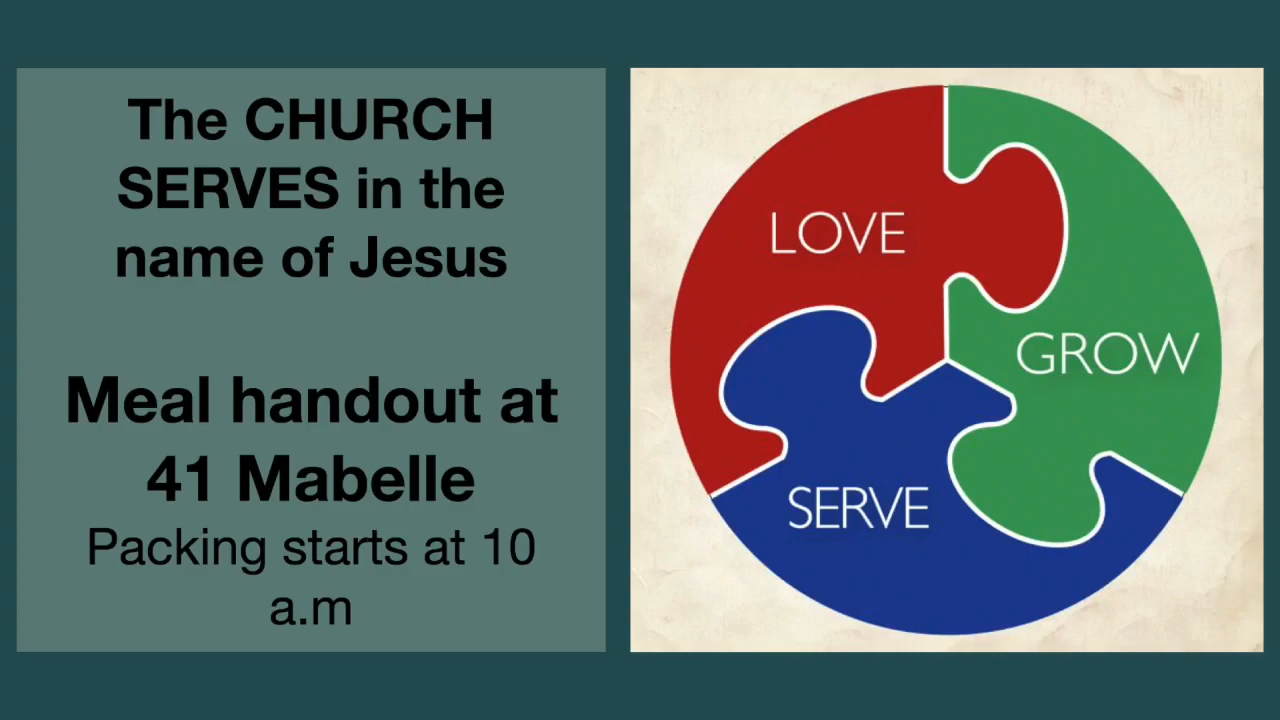 The CHURCH
SERVES in the
name of Jesus
Meal handout at
41 Mabelle
Packing starts at 10
a.m
LOVE
GROW
SERVE